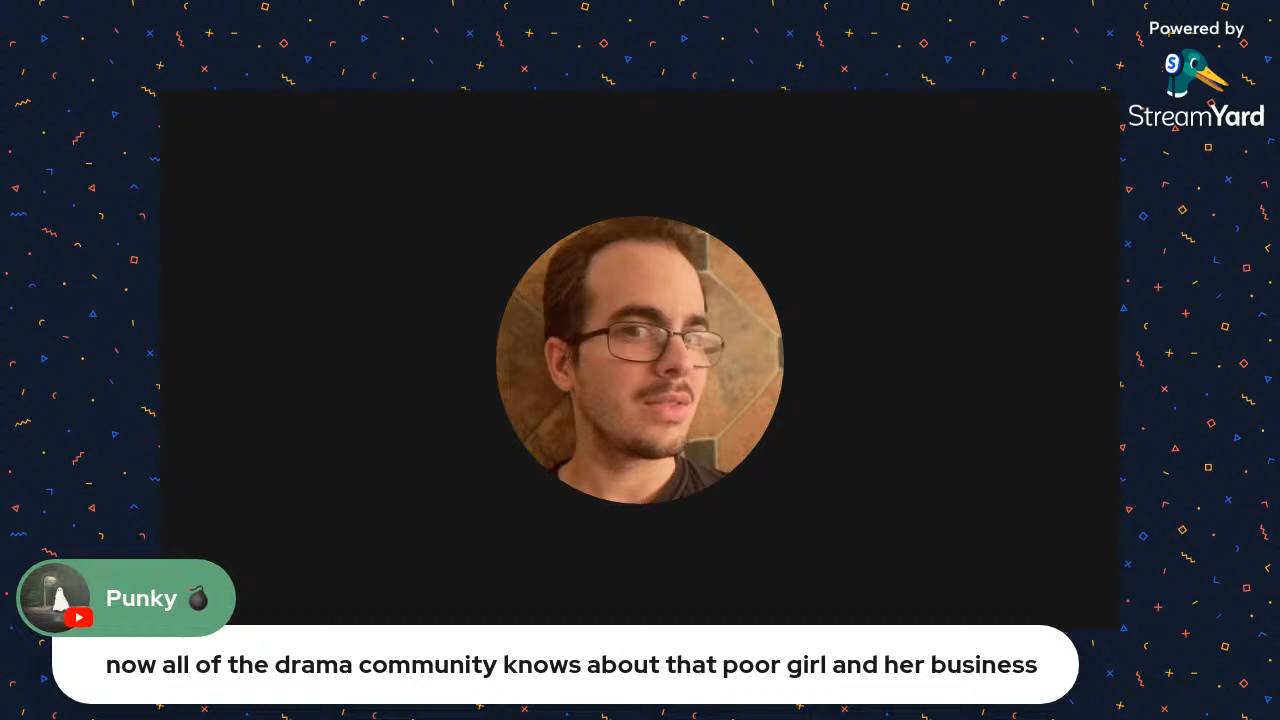 Powered by
StreamYard
Punky 💣
now all of the drama community knows about that poor girl and her business